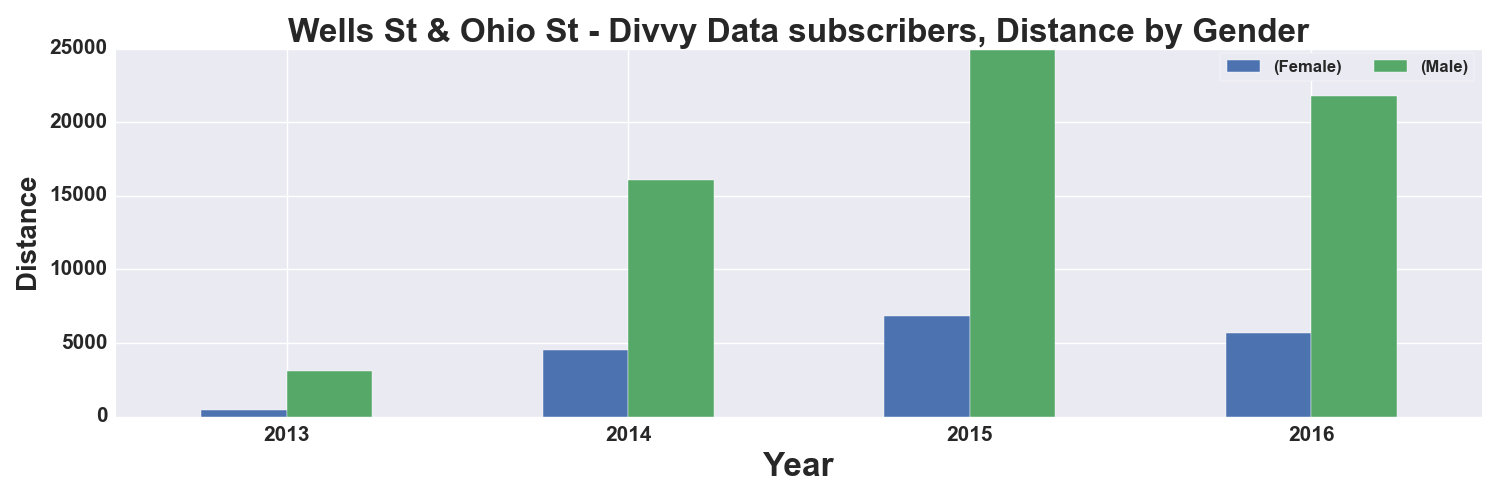 Wells St & Ohio St - Divvy Data subscribers, Distance by Gender
25000
20000
15000
10000
5000
0
Distance
(Female) (Male)
2013 2014 2015 2016
Year